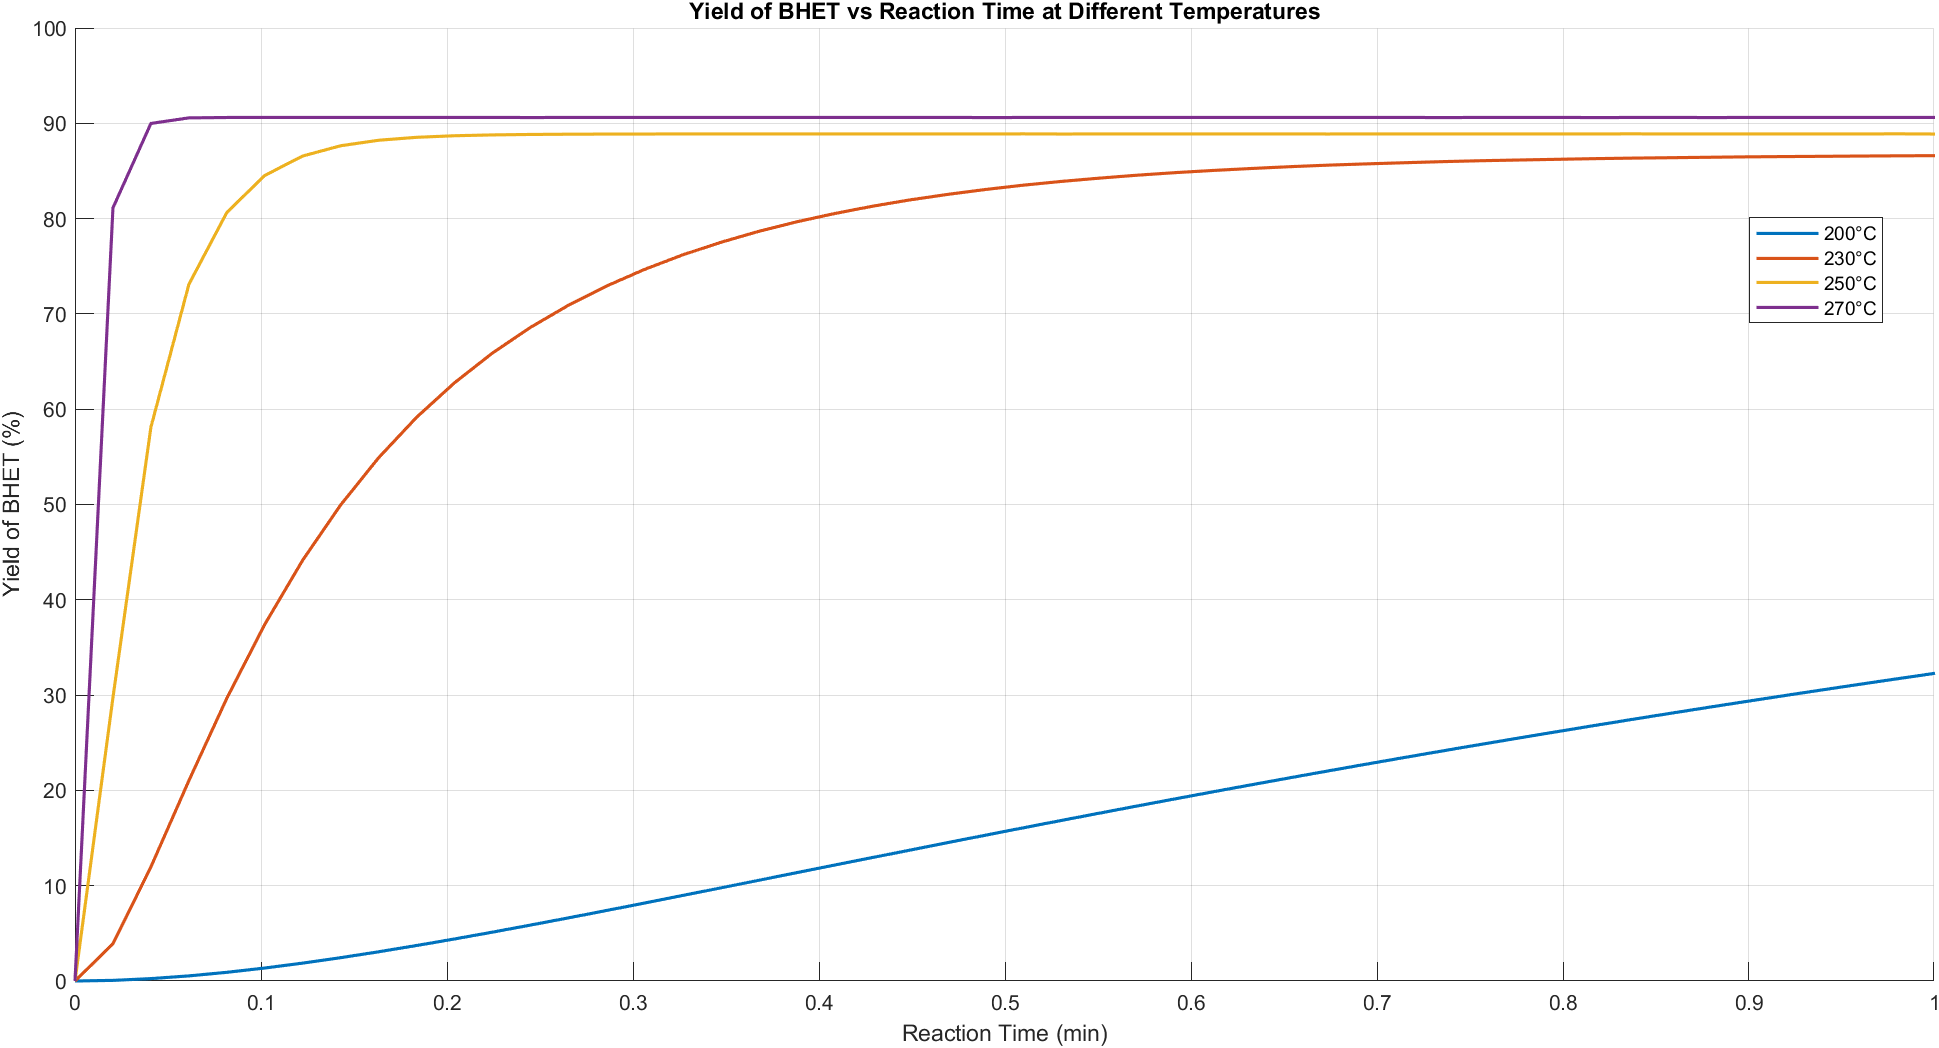 Yield of BHET vs Reaction Time at Different Temperatures
Yield of BHET (%)
100
90
80
70
60
50
40
30
20
10
0
200°C
230°C
250°C
270°C
0 0.1 0.2 0.3 0.4 0.5 0.6 0.7 0.8 0.9 1
Reaction Time (min)